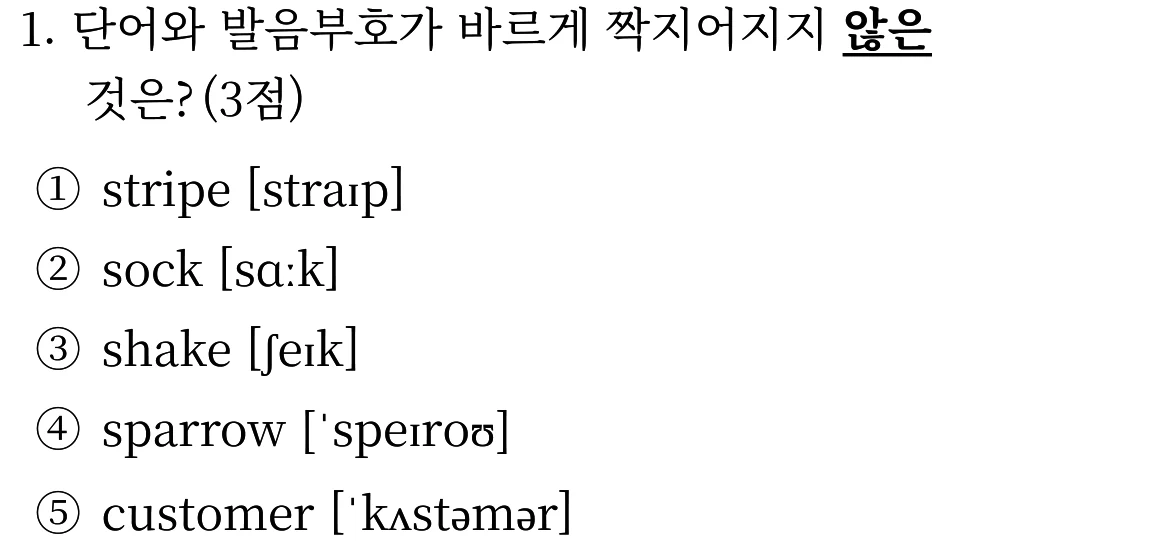 1. 단어와 발음부호가 바르게 짝지어지지 않은
것은? (3점)
① stripe [straɪp]
② sock [sɑːk]
③ shake [ʃeɪk]
④ sparrow [ˈspeɪroʊ]
⑤ customer [ˈkʌstəmər]